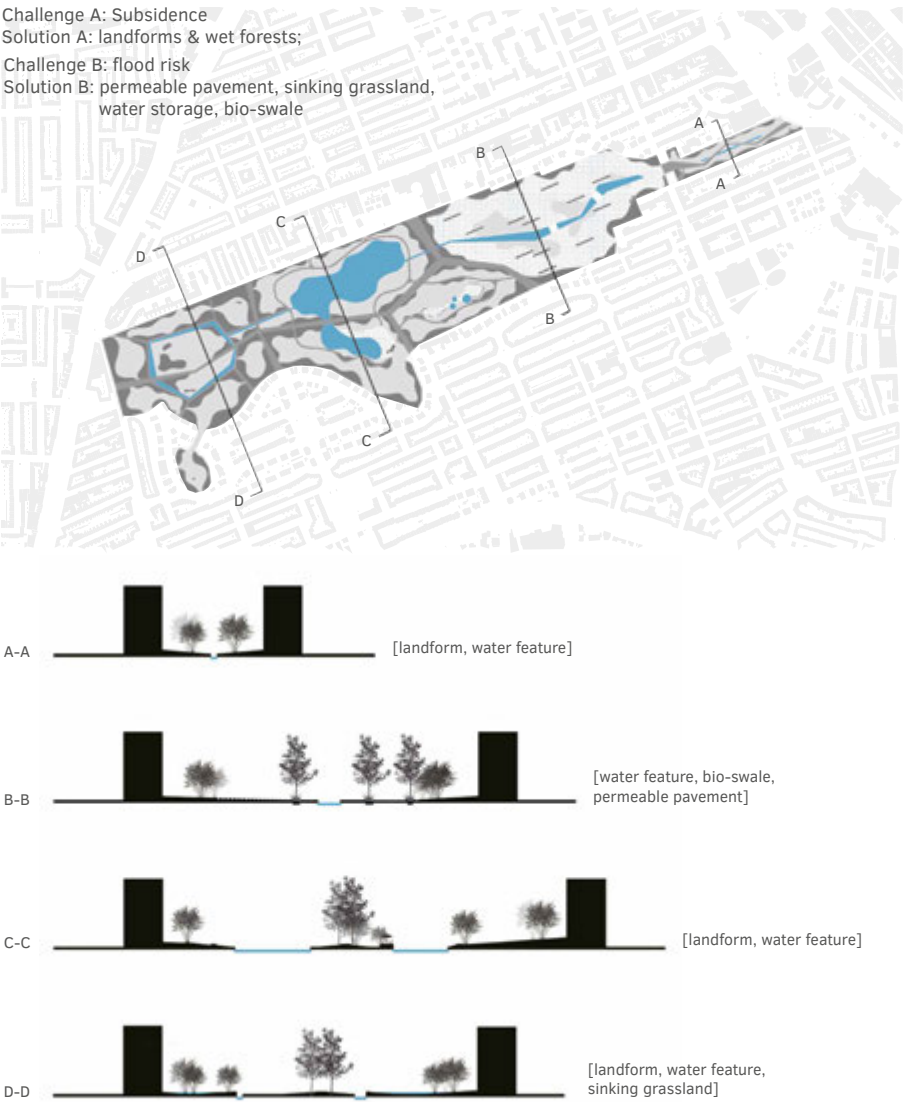 Challenge A: Subsidence
Solution A: landforms & wet forests;
Challenge B: flood risk
Solution B: permeable pavement, sinking grassland,
water storage, bio-swale
A
B
A
C
D
B
C
D
A-A
[landform, water feature]
B-B
[water feature, bio-swale,
permeable pavement]
C-C
[landform, water feature]
D-D
[landform, water feature,
sinking grassland]